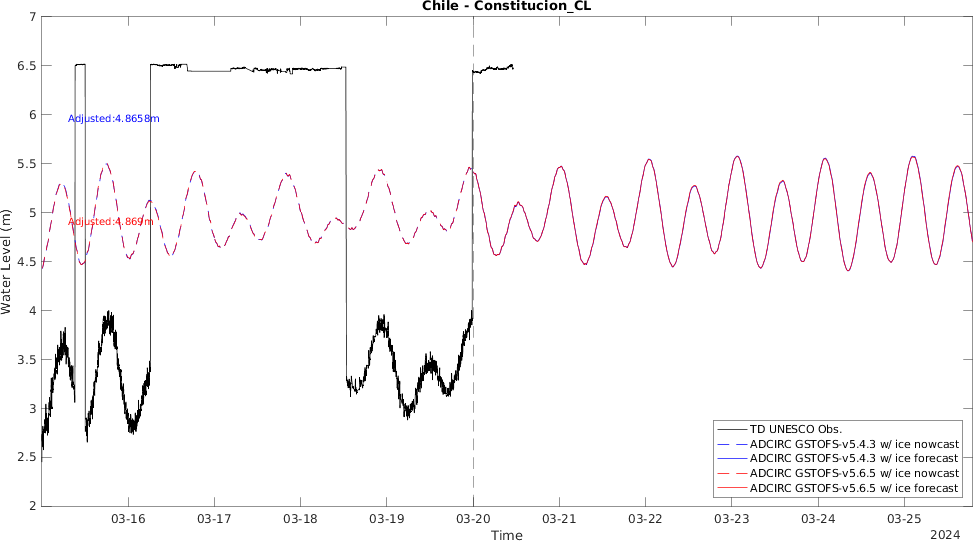 Chile - Constitucion_CL
7
6.5
6
5.5
5
4.5
4
3.5
3
2.5
2
Water Level (m)
Adjusted:4.8658m
Adjusted:4.869m
TD UNESCO Obs.
ADCIRC GSTOFS-v5.4.3 w/ ice nowcast
ADCIRC GSTOFS-v5.4.3 w/ ice forecast
ADCIRC GSTOFS-v5.6.5 w/ ice nowcast
ADCIRC GSTOFS-v5.6.5 w/ ice forecast
03-16 03-17 03-18 03-19 03-20 03-21 03-22 03-23 03-24 03-25
Time
2024